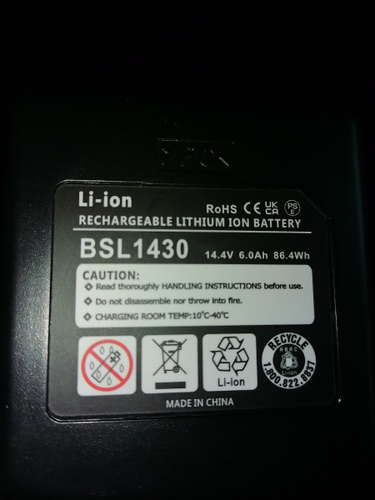 Li-ion
RoHS CE UK CA PS E
RECHARGEABLE LITHIUM ION BATTERY
BSL1430 14.4V 6.0Ah 86.4Wh
CAUTION:
❖ Read thoroughly HANDLING INSTRUCTIONS before use.
❖ Do not disassemble nor throw into fire.
❖ CHARGING ROOM TEMP:10℃-40℃
Li-ion
RECYCLE
1.800.822.8837
MADE IN CHINA